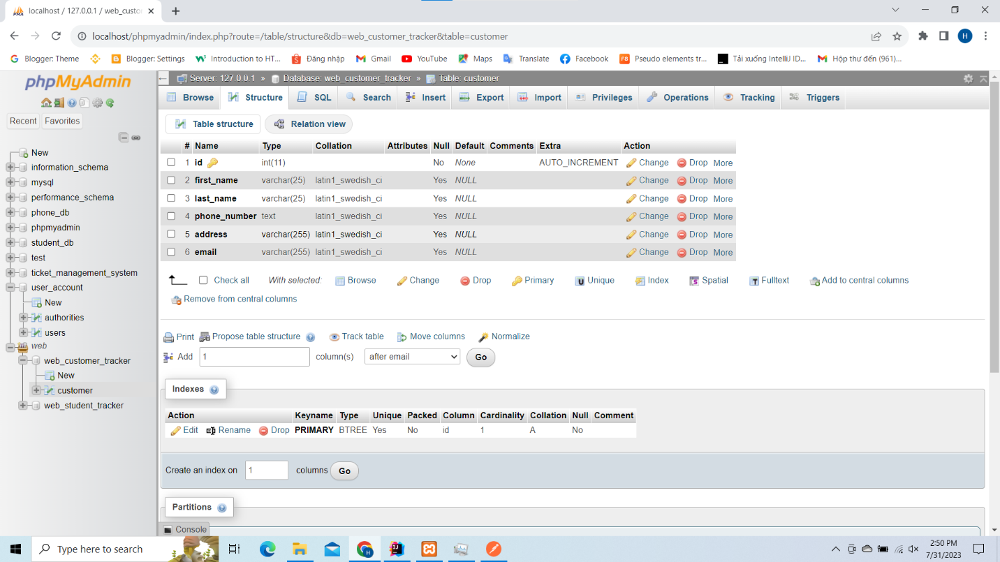 localhost / 127.0.0.1 / web_custo
localhost/phpmyadmin/index.php?route=/table/structure&db=web_customer_tracker&table=customer
H
Blogger: Theme Blogger: Settings Introduction to HT... Đăng nhập Gmail YouTube Maps Translate Facebook Pseudo elements tr... Tải xuống IntelliJ ID... Hộp thư đến (961)...
phpMyAdmin
Recent Favorites
New
information_schema
mysql
performance_schema
phone_db
phpmyadmin
student_db
test
ticket_management_system
user_account
New
authorities
users
web
web_customer_tracker
New
customer
web_student_tracker
Server: 127.0.0.1 » Database: web_customer_tracker » Table: customer
Browse Structure SQL Search Insert Export Import Privileges Operations Tracking Triggers
Table structure Relation view
# Name Type Collation Attributes Null Default Comments Extra Action
1 id int(11) No None AUTO_INCREMENT Change Drop More
2 first_name varchar(25) latin1_swedish_ci Yes NULL Change Drop More
3 last_name varchar(25) latin1_swedish_ci Yes NULL Change Drop More
4 phone_number text latin1_swedish_ci Yes NULL Change Drop More
5 address varchar(255) latin1_swedish_ci Yes NULL Change Drop More
6 email varchar(255) latin1_swedish_ci Yes NULL Change Drop More
Check all With selected: Browse Change Drop Primary Unique Index Spatial Fulltext Add to central columns
Remove from central columns
Print Propose table structure Track table Move columns Normalize
Add 1 column(s) after email Go
Indexes
Action Keyname Type Unique Packed Column Cardinality Collation Null Comment
Edit Rename Drop PRIMARY BTREE Yes No id 1 A No
Create an index on 1 columns Go
Partitions
Console
Type here to search
2:50 PM
7/31/2023